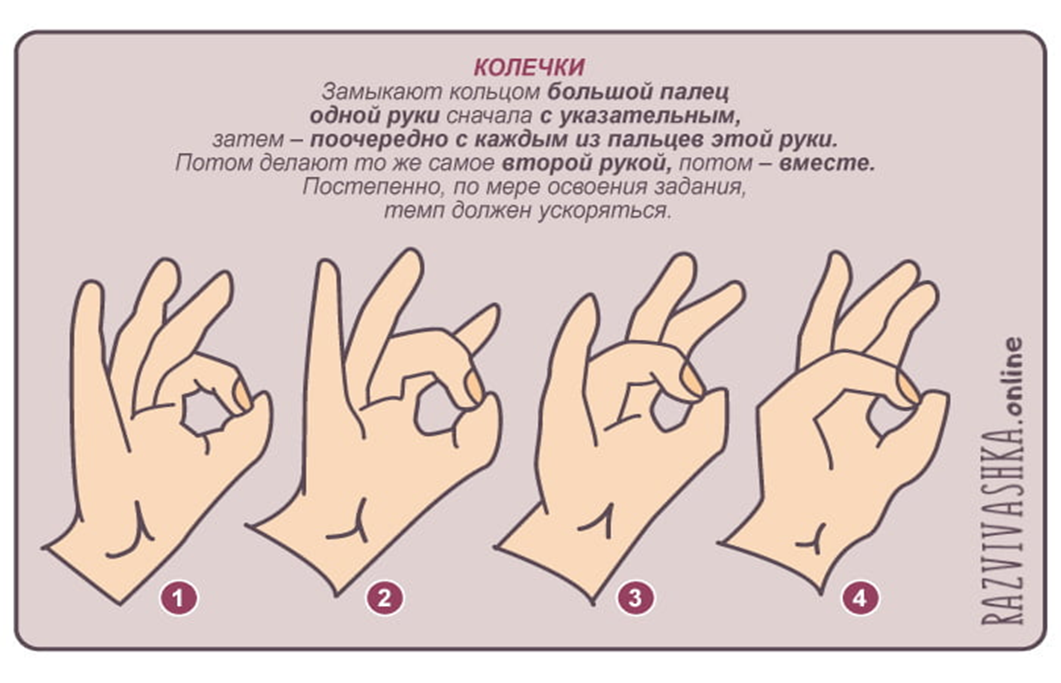 КОЛЕЧКИ
Замыкают кольцом большой палец
одной руки сначала с указательным,
затем – поочередно с каждым из пальцев этой руки.
Потом делают то же самое второй рукой, потом – вместе.
Постепенно, по мере освоения задания,
темп должен ускоряться.
1
2
3
4
RAZVIVASHKA.online